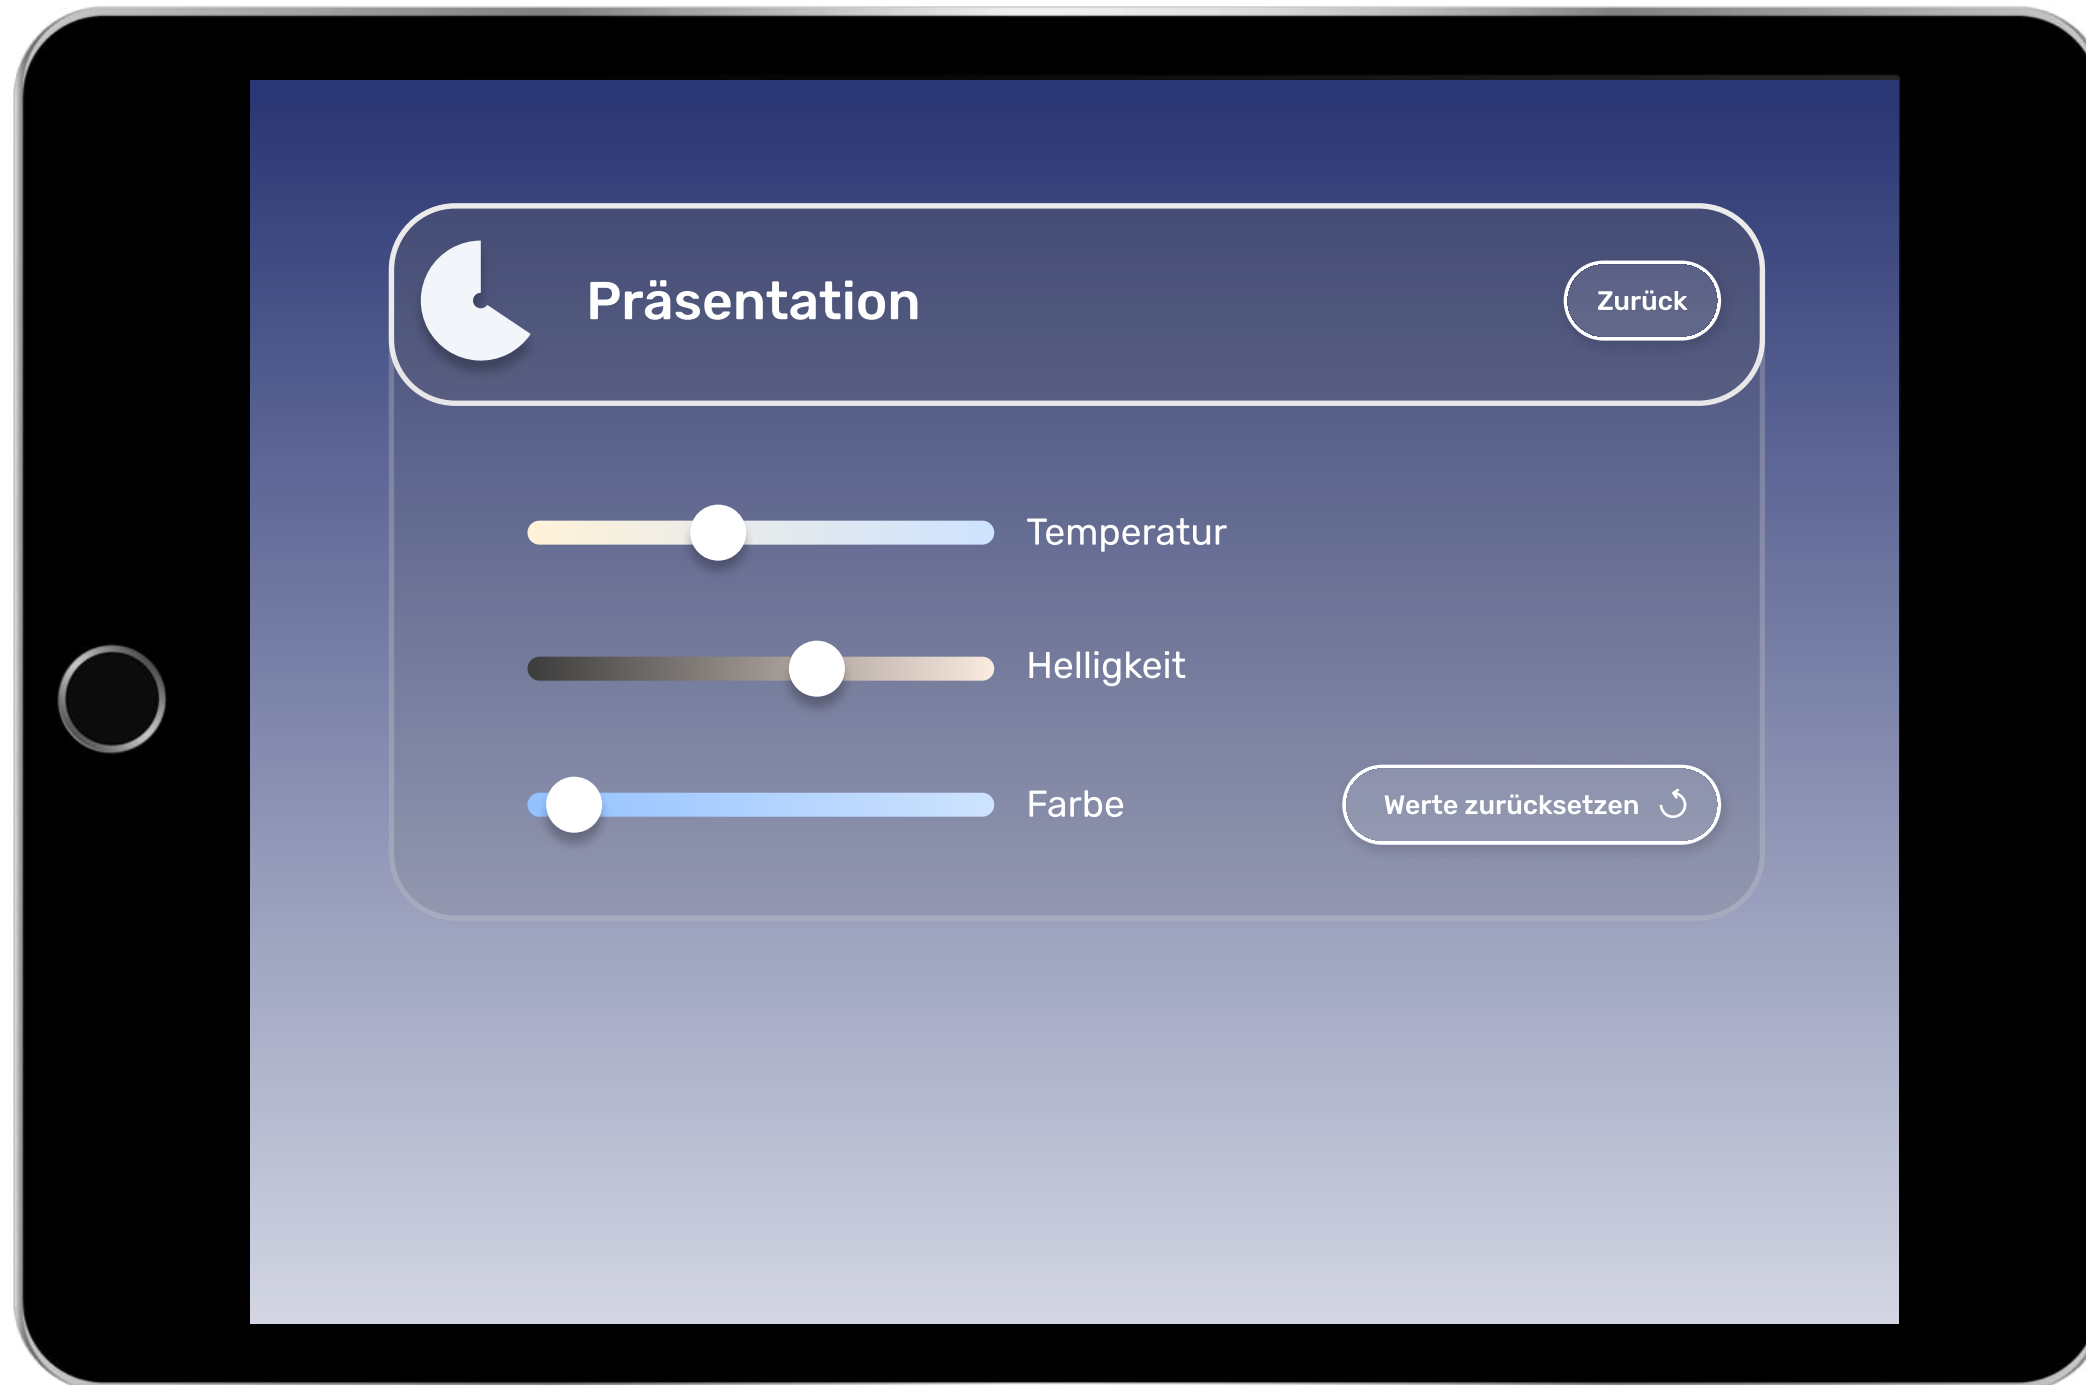 Präsentation
Zurück
Temperatur
Helligkeit
Farbe
Werte zurücksetzen